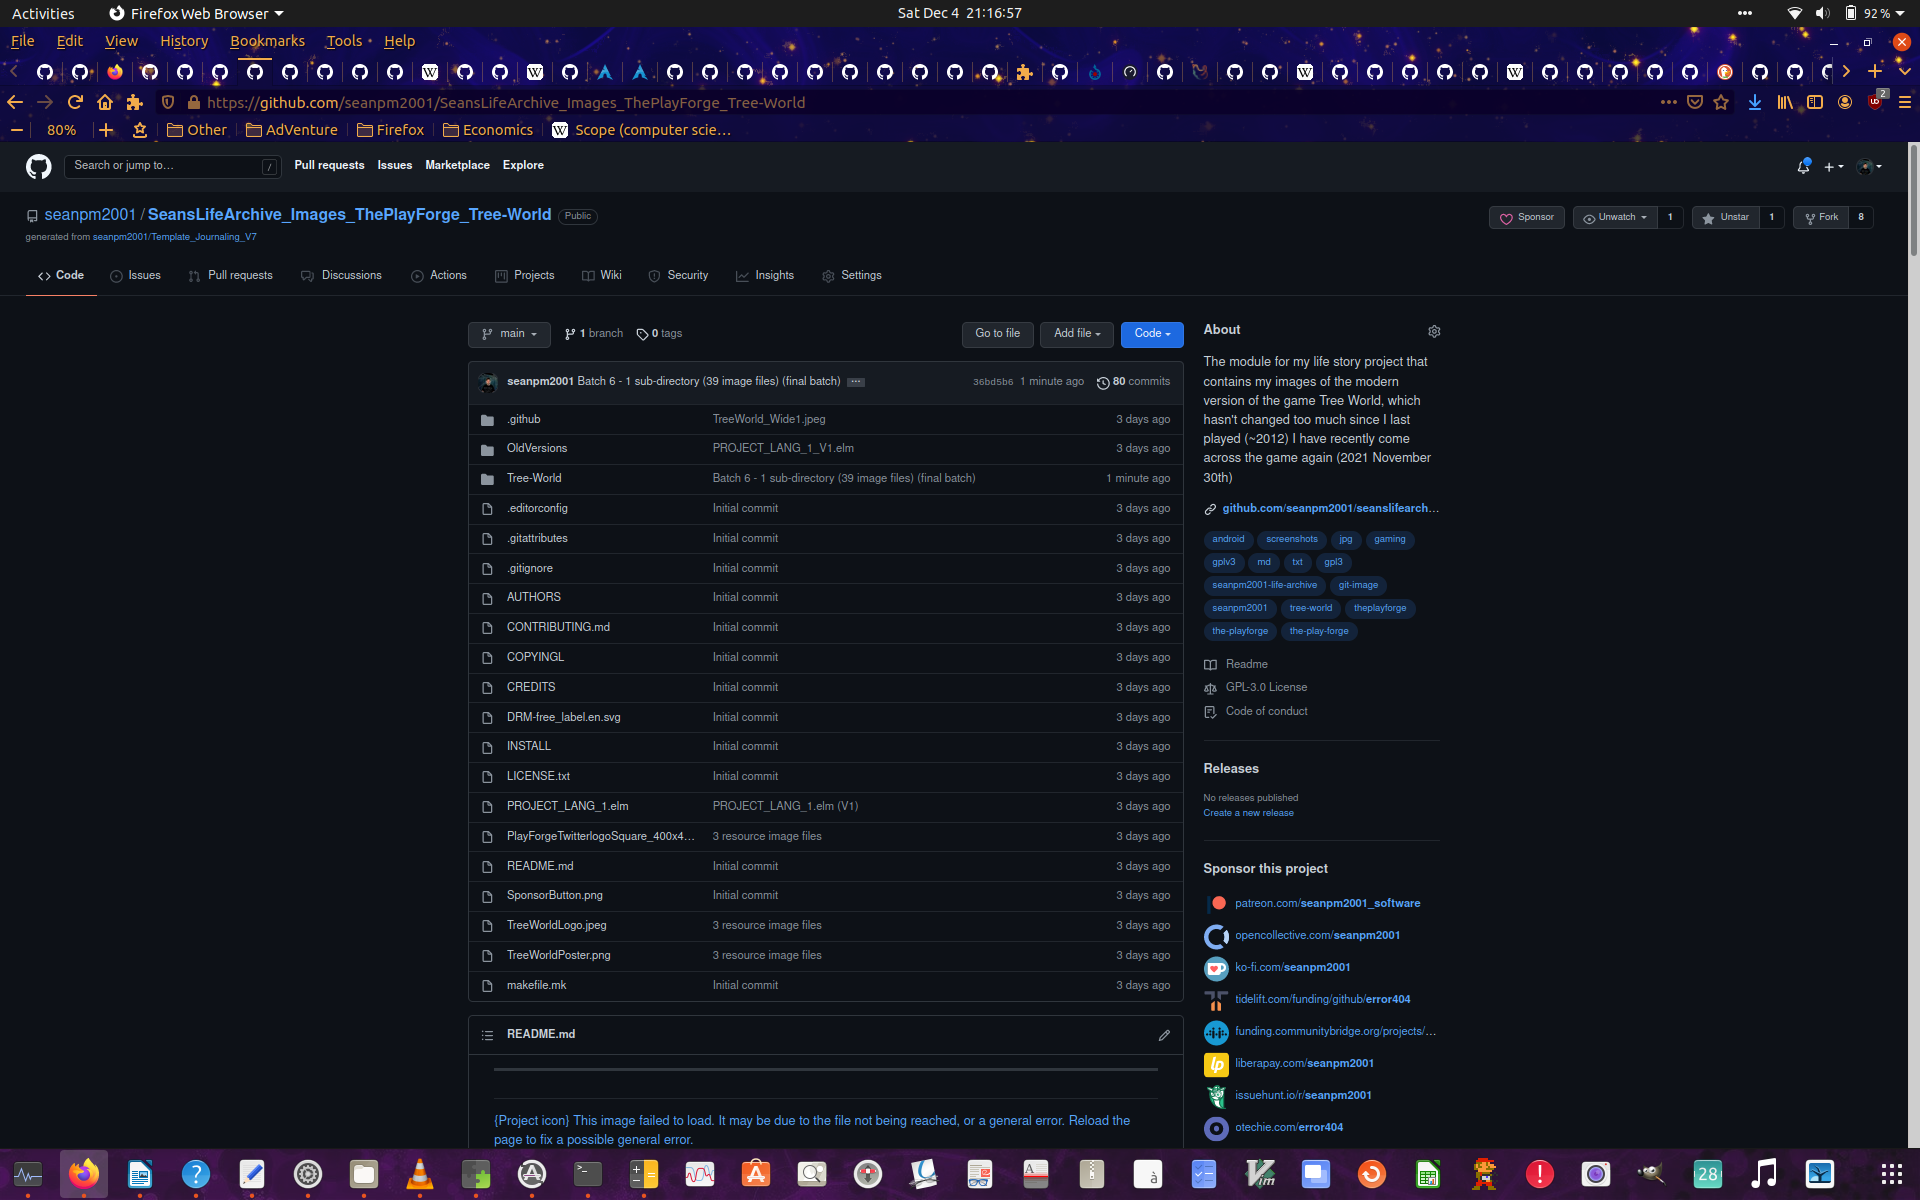 Activities
Firefox Web Browser
Sat Dec 4 21:16:57
92 %
File Edit View History Bookmarks Tools Help
https://github.com/seanpm2001/SeansLifeArchive_Images_ThePlayForge_Tree-World
2
80%
Other
AdVenture
Firefox
Economics
Scope (computer scie…
Search or jump to…
/
Pull requests Issues Marketplace Explore
seanpm2001 / SeansLifeArchive_Images_ThePlayForge_Tree-World Public
generated from seanpm2001/Template_Journaling_V7
Sponsor
Unwatch 1
Unstar 1
Fork 8
Code Issues Pull requests Discussions Actions Projects Wiki Security Insights Settings
main
1 branch
0 tags
Go to file
Add file
Code
seanpm2001 Batch 6 - 1 sub-directory (39 image files) (final batch) … 36bd5b6 1 minute ago 80 commits
.github TreeWorld_Wide1.jpeg 3 days ago
OldVersions PROJECT_LANG_1_V1.elm 3 days ago
Tree-World Batch 6 - 1 sub-directory (39 image files) (final batch) 1 minute ago
.editorconfig Initial commit 3 days ago
.gitattributes Initial commit 3 days ago
.gitignore Initial commit 3 days ago
AUTHORS Initial commit 3 days ago
CONTRIBUTING.md Initial commit 3 days ago
COPYINGL Initial commit 3 days ago
CREDITS Initial commit 3 days ago
DRM-free_label.en.svg Initial commit 3 days ago
INSTALL Initial commit 3 days ago
LICENSE.txt Initial commit 3 days ago
PROJECT_LANG_1.elm PROJECT_LANG_1.elm (V1) 3 days ago
PlayForgeTwitterlogoSquare_400x4… 3 resource image files 3 days ago
README.md Initial commit 3 days ago
SponsorButton.png Initial commit 3 days ago
TreeWorldLogo.jpeg 3 resource image files 3 days ago
TreeWorldPoster.png 3 resource image files 3 days ago
makefile.mk Initial commit 3 days ago
README.md
{Project icon} This image failed to load. It may be due to the file not being reached, or a general error. Reload the
page to fix a possible general error.
About
The module for my life story project that
contains my images of the modern
version of the game Tree World, which
hasn't changed too much since I last
played (~2012) I have recently come
across the game again (2021 November
30th)
github.com/seanpm2001/seanslifearch…
android screenshots jpg gaming
gplv3 md txt gpl3
seanpm2001-life-archive git-image
seanpm2001 tree-world theplayforge
the-playforge the-play-forge
Readme
GPL-3.0 License
Code of conduct
Releases
No releases published
Create a new release
Sponsor this project
patreon.com/seanpm2001_software
opencollective.com/seanpm2001
ko-fi.com/seanpm2001
tidelift.com/funding/github/error404
funding.communitybridge.org/projects/…
liberapay.com/seanpm2001
issuehunt.io/r/seanpm2001
otechie.com/error404
28